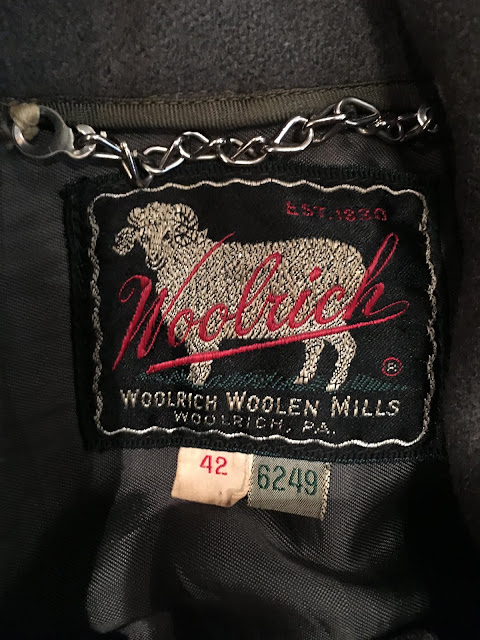 EST. 1830
Woolrich
®
WOOLRICH WOOLEN MILLS
WOOLRICH, PA.
42 6249